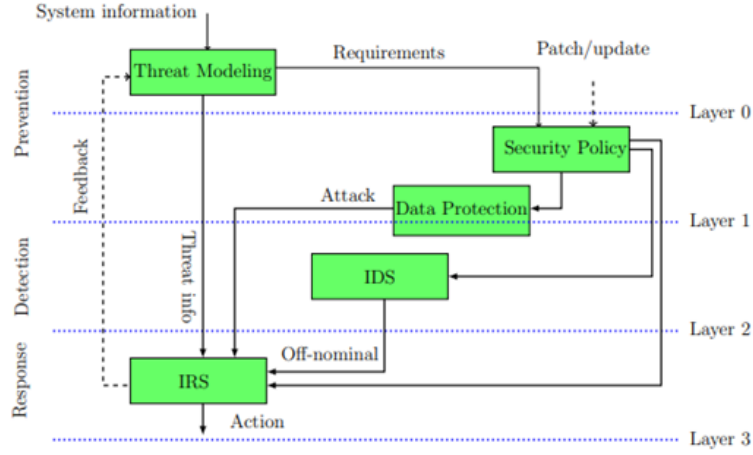 System information
Threat Modeling
Requirements
Patch/update
Prevention
Layer 0
Security Policy
Feedback
Attack
Data Protection
Layer 1
Threat info
Detection
IDS
Layer 2
Off-nominal
Response
IRS
Action
Layer 3